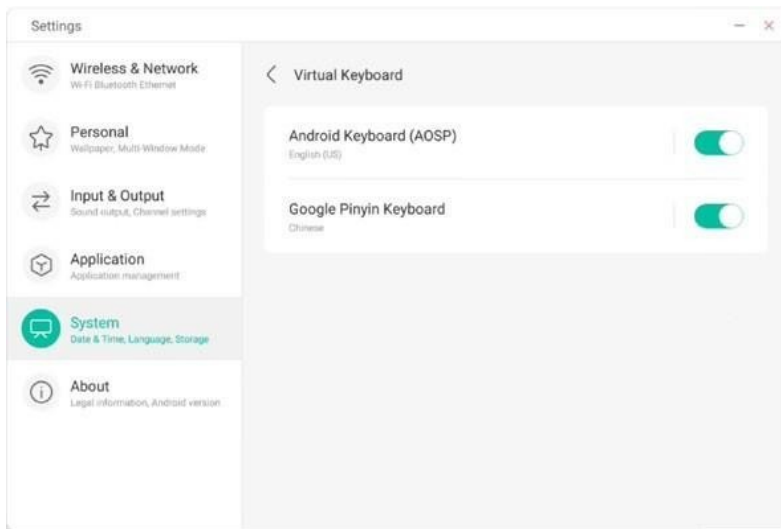 Settings
Wireless & Network
Wi-Fi Bluetooth Ethernet
Personal
Wallpaper, Multi-Window Mode
Input & Output
Sound output, Channel settings
Application
Application management
System
Date & Time, Language, Storage
About
Legal information, Android version
Virtual Keyboard
Android Keyboard (AOSP)
English (US)
Google Pinyin Keyboard
Chinese